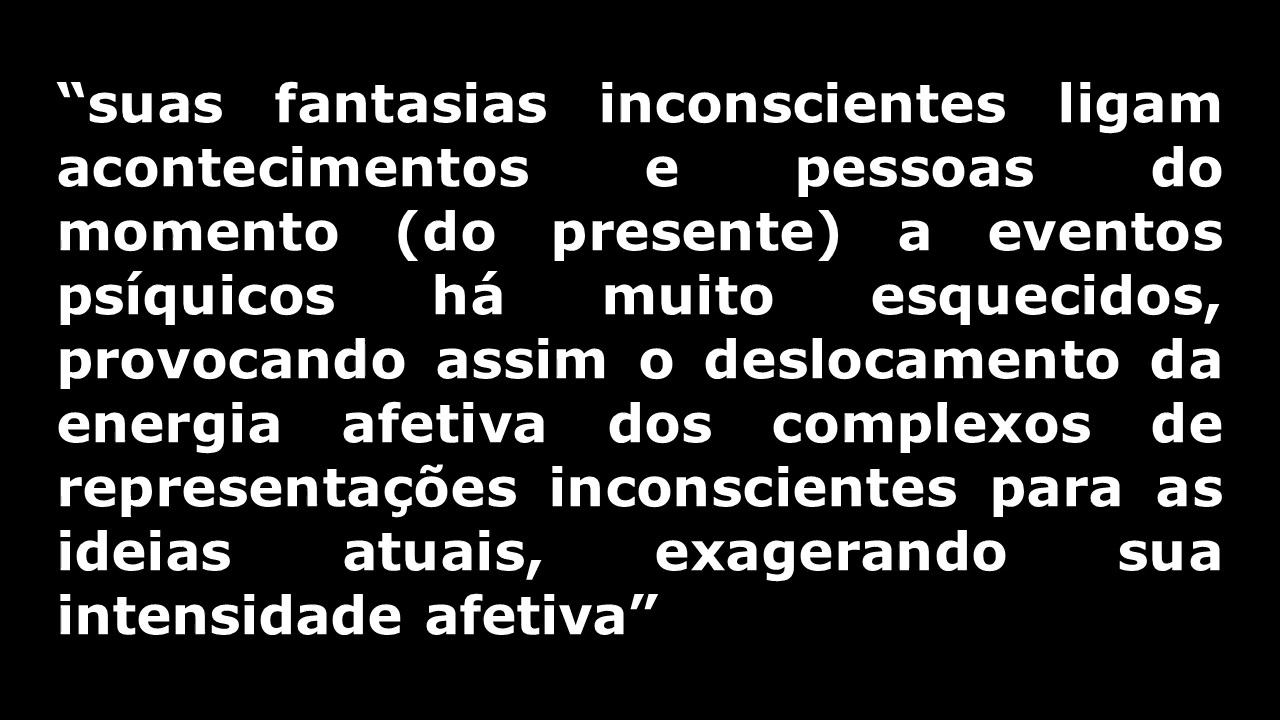 “suas fantasias inconscientes ligam
acontecimentos e pessoas do
momento (do presente) a eventos
psíquicos há muito esquecidos,
provocando assim o deslocamento da
energia afetiva dos complexos de
representações inconscientes para as
ideias atuais, exagerando sua
intensidade afetiva”